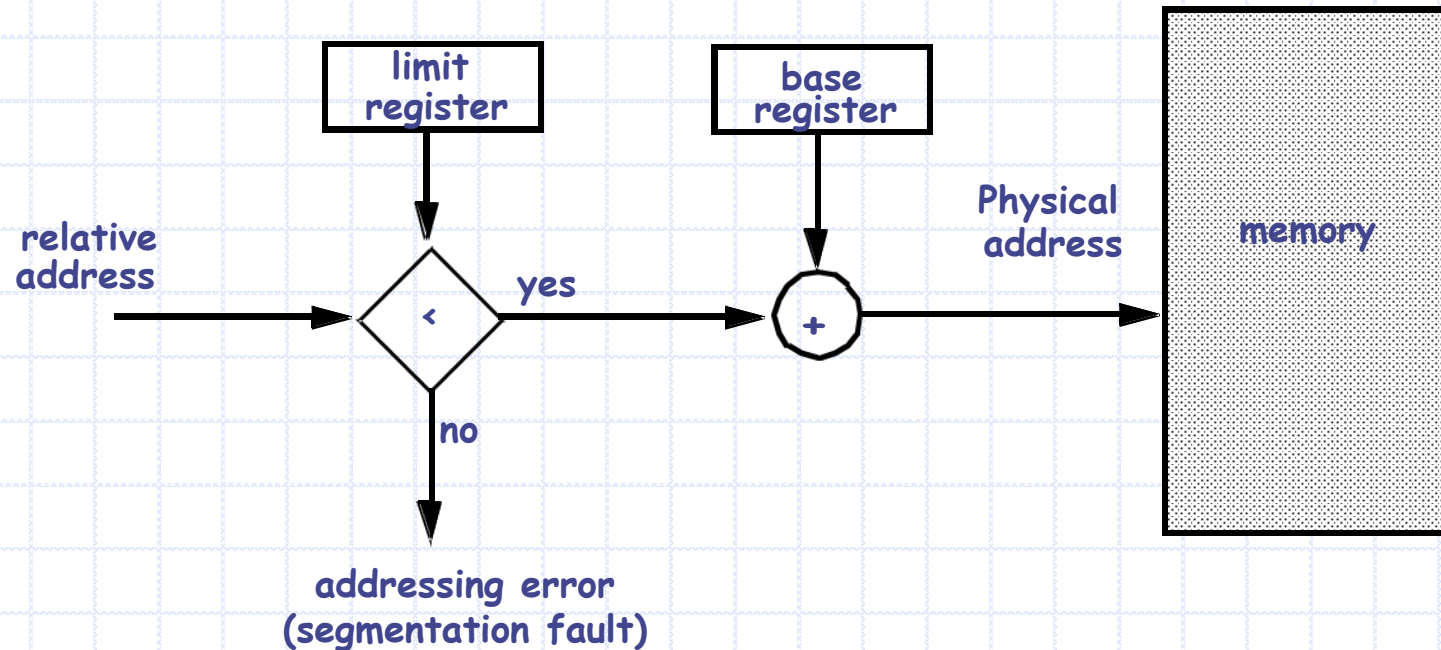 limit
register
base
register
relative
address
<
yes
+
Physical
address
memory
no
addressing error
(segmentation fault)